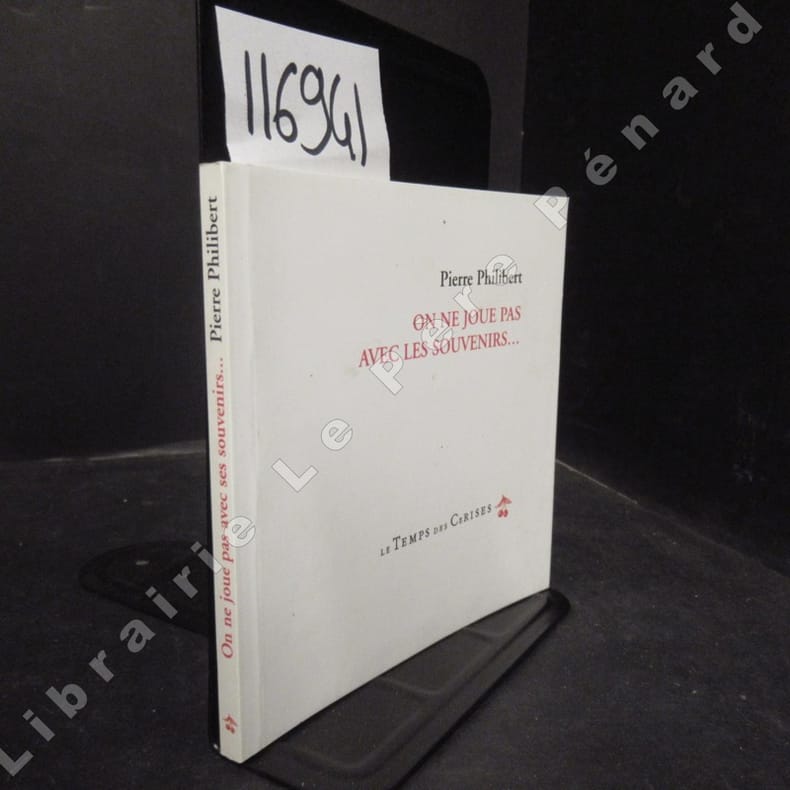 116941
Pierre Philibert
ON NE JOUE PAS
AVEC LES SOUVENIRS...
LE TEMPS DES CERISES
On ne joue pas avec ses souvenirs... Pierre Philibert
Librairie Le Père Pénard